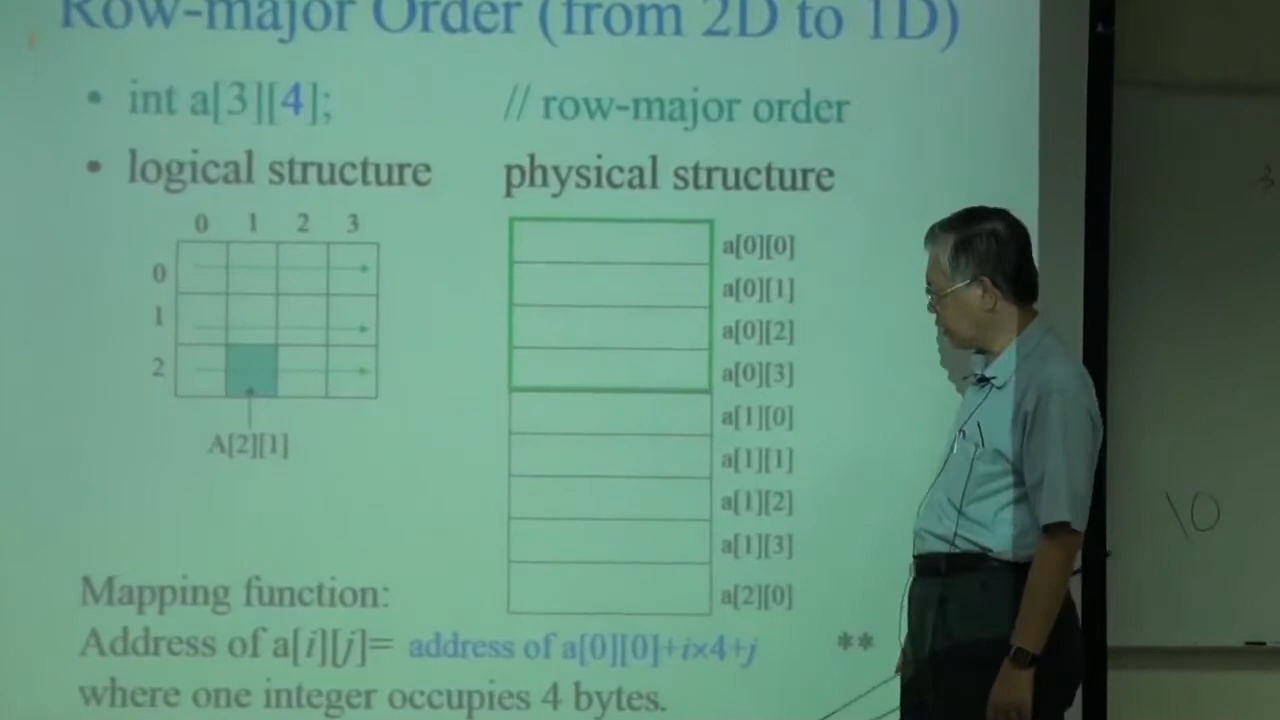 Row-major Order (from 2D to 1D)
• int a[3][4]; // row-major order
• logical structure physical structure
0 1 2 3
0
1
2
A[2][1]
a[0][0]
a[0][1]
a[0][2]
a[0][3]
a[1][0]
a[1][1]
a[1][2]
a[1][3]
a[2][0]
Mapping function:
Address of a[i][j]= address of a[0][0]+i×4+j **
where one integer occupies 4 bytes.
3
10